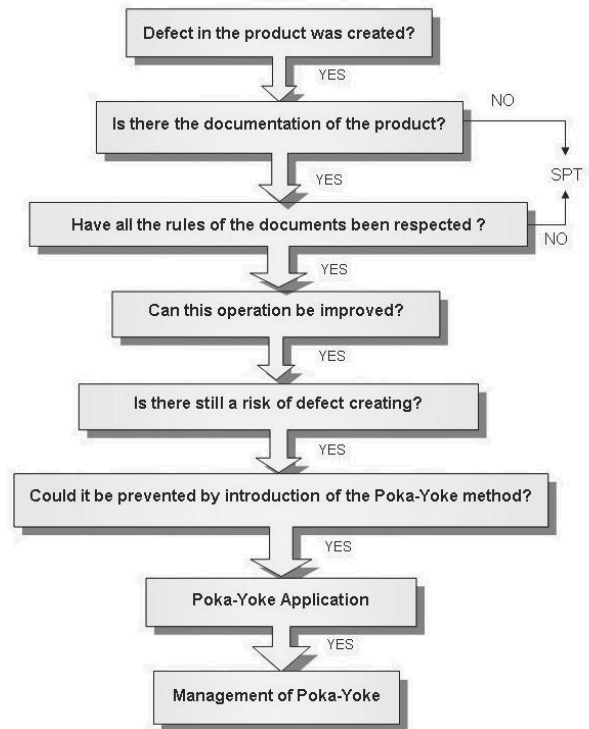 Defect in the product was created?
YES
NO
Is there the documentation of the product?
YES
SPT
Have all the rules of the documents been respected ?
NO
YES
Can this operation be improved?
YES
Is there still a risk of defect creating?
YES
Could it be prevented by introduction of the Poka-Yoke method?
YES
Poka-Yoke Application
YES
Management of Poka-Yoke